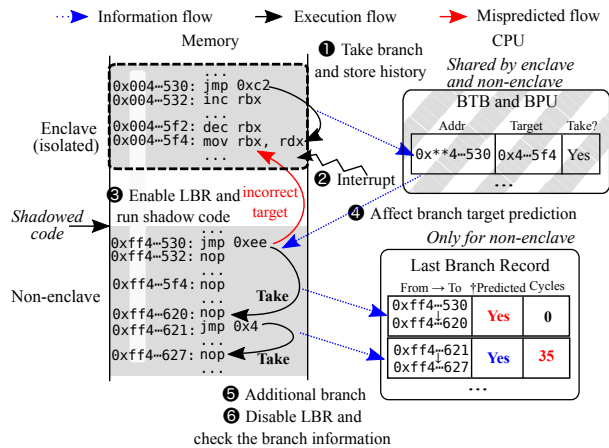 Information flow
Execution flow
Mispredicted flow
Memory
❶ Take branch
and store history
CPU
Shared by enclave
and non-enclave
BTB and BPU
Addr Target Take?
0x**4⋯530 0x4⋯5f4 Yes
...
Enclave
(isolated)
...
0x004⋯530: jmp 0xc2
0x004⋯532: inc rbx
...
0x004⋯5f2: dec rbx
0x004⋯5f4: mov rbx, rdx
...
❷ Interrupt
❸ Enable LBR and
run shadow code
incorrect
target
❹ Affect branch target prediction
Shadowed
code
Non-enclave
...
0xff4⋯530: jmp 0xee
0xff4⋯532: nop
...
0xff4⋯5f4: nop
...
0xff4⋯620: nop
0xff4⋯621: jmp 0x4
...
0xff4⋯627: nop
...
Take
Take
Only for non-enclave
Last Branch Record
From → To †Predicted Cycles
0xff4⋯530
↓
0xff4⋯620
Yes 0
0xff4⋯621
↓
0xff4⋯627
Yes 35
...
❺ Additional branch
❻ Disable LBR and
check the branch information